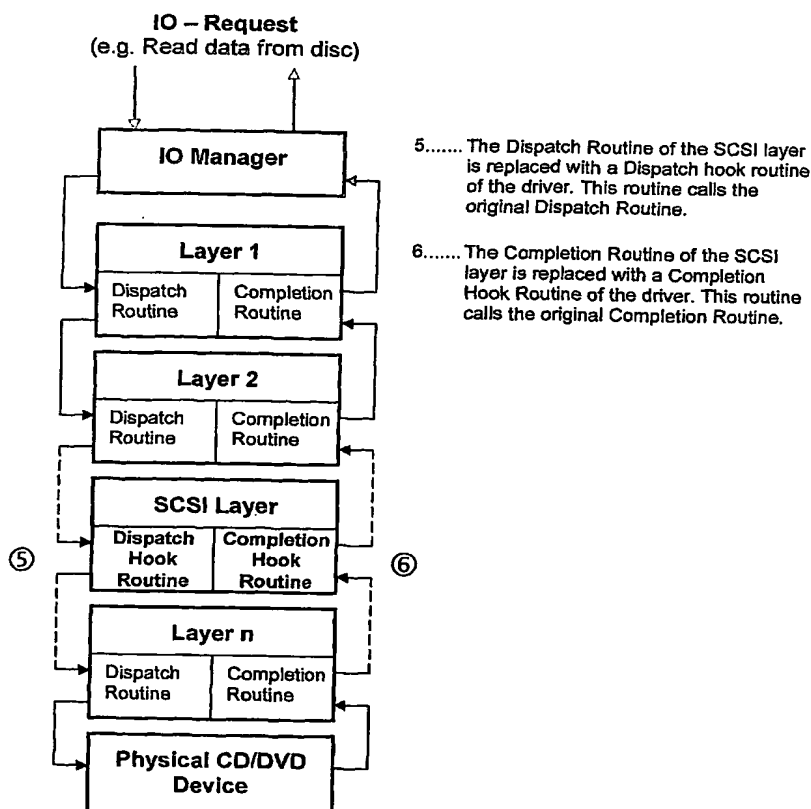 IO – Request
(e.g. Read data from disc)
IO Manager
5....... The Dispatch Routine of the SCSI layer
is replaced with a Dispatch hook routine
of the driver. This routine calls the
original Dispatch Routine.
6....... The Completion Routine of the SCSI
layer is replaced with a Completion
Hook Routine of the driver. This routine
calls the original Completion Routine.
Layer 1
Dispatch
Routine
Completion
Routine
Layer 2
Dispatch
Routine
Completion
Routine
SCSI Layer
⑤
Dispatch
Hook
Routine
Completion
Hook
Routine
⑥
Layer n
Dispatch
Routine
Completion
Routine
Physical CD/DVD
Device